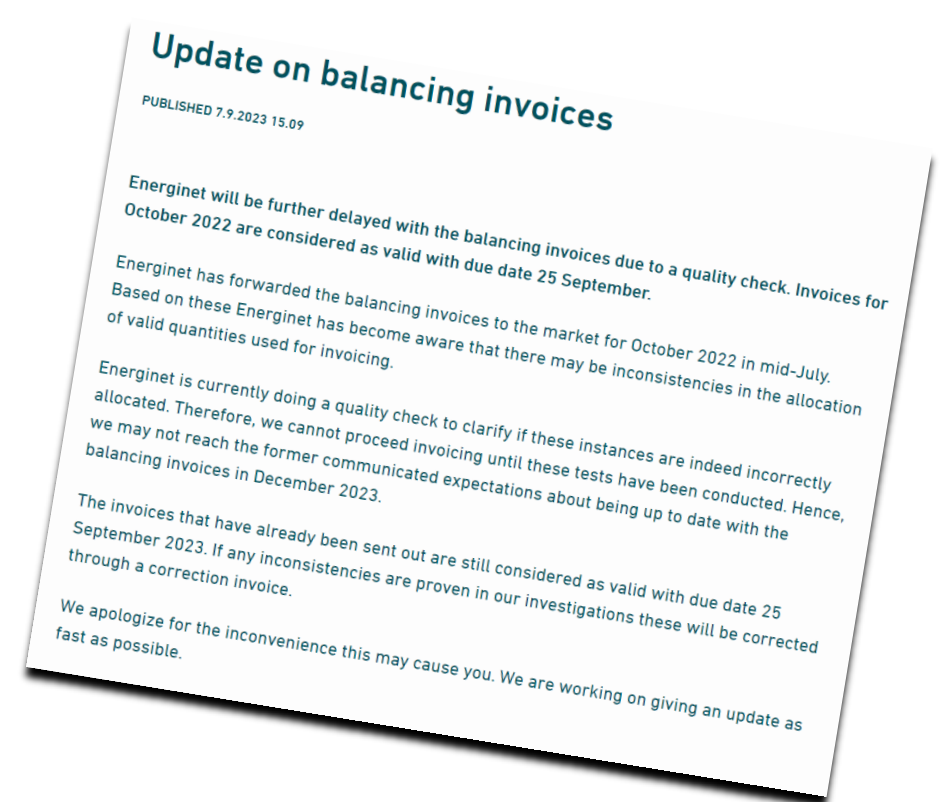 Update on balancing invoices
PUBLISHED 7.9.2023 15.09
Energinet will be further delayed with the balancing invoices due to a quality check. Invoices for
October 2022 are considered as valid with due date 25 September.
Energinet has forwarded the balancing invoices to the market for October 2022 in mid-July.
Based on these Energinet has become aware that there may be inconsistencies in the allocation
of valid quantities used for invoicing.
Energinet is currently doing a quality check to clarify if these instances are indeed incorrectly
allocated. Therefore, we cannot proceed invoicing until these tests have been conducted. Hence,
we may not reach the former communicated expectations about being up to date with the
balancing invoices in December 2023.
The invoices that have already been sent out are still considered as valid with due date 25
September 2023. If any inconsistencies are proven in our investigations these will be corrected
through a correction invoice.
We apologize for the inconvenience this may cause you. We are working on giving an update as
fast as possible.